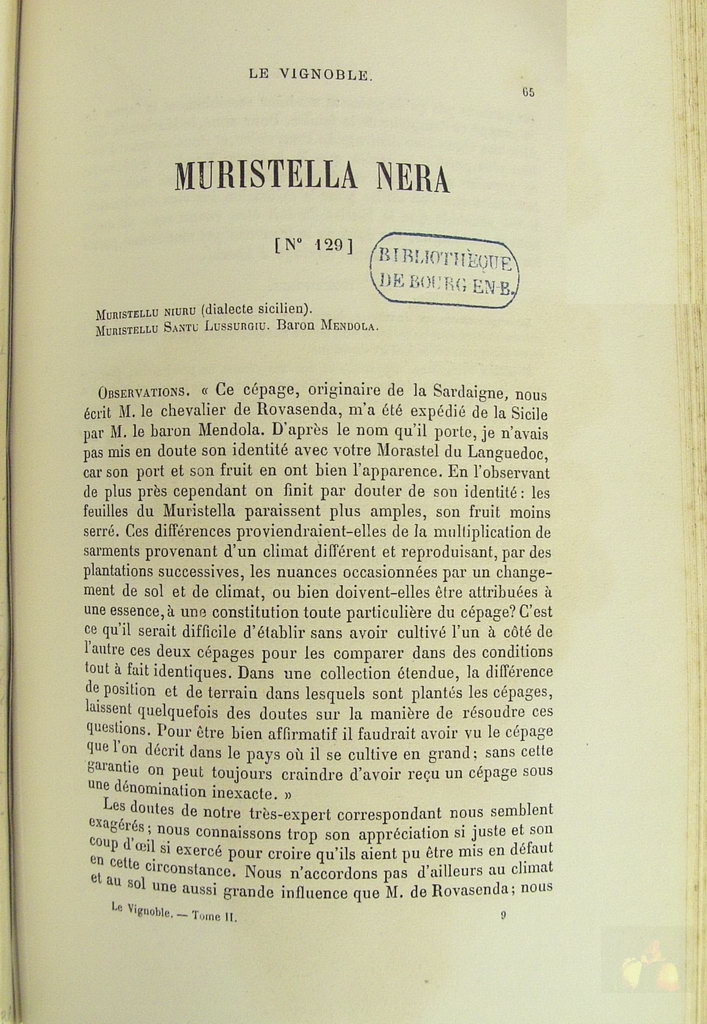 LE VIGNOBLE.
65
MURISTELLA NERA
[N° 129]
BIBLIOTHÈQUE
DE BOURG EN-B.
MURISTELLU NIURU (dialecte sicilien).
MURISTELLU SANTU LUSSURGIU. Baron MENDOLA.
OBSERVATIONS. « Ce cépage, originaire de la Sardaigne, nous
écrit M. le chevalier de Rovasenda, m'a été expédié de la Sicile
par M. le baron Mendola. D'après le nom qu'il porte, je n'avais
pas mis en doute son identité avec votre Morastel du Languedoc,
car son port et son fruit en ont bien l'apparence. En l'observant
de plus près cependant on finit par douter de son identité : les
feuilles du Muristella paraissent plus amples, son fruit moins
serré. Ces différences proviendraient-elles de la multiplication de
sarments provenant d'un climat différent et reproduisant, par des
plantations successives, les nuances occasionnées par un change-
ment de sol et de climat, ou bien doivent-elles être attribuées à
une essence, à une constitution toute particulière du cépage? C'est
ce qu'il serait difficile d'établir sans avoir cultivé l'un à côté de
l'autre ces deux cépages pour les comparer dans des conditions
tout à fait identiques. Dans une collection étendue, la différence
de position et de terrain dans lesquels sont plantés les cépages,
laissent quelquefois des doutes sur la manière de résoudre ces
questions. Pour être bien affirmatif il faudrait avoir vu le cépage
que l'on décrit dans le pays où il se cultive en grand ; sans cette
garantie on peut toujours craindre d'avoir reçu un cépage sous
une dénomination inexacte. »
Les doutes de notre très-expert correspondant nous semblent
exagérés ; nous connaissons trop son appréciation si juste et son
coup d'œil si exercé pour croire qu'ils aient pu être mis en défaut
en cette circonstance. Nous n'accordons pas d'ailleurs au climat
et au sol une aussi grande influence que M. de Rovasenda ; nous
Le Vignoble. — Tome II.
9